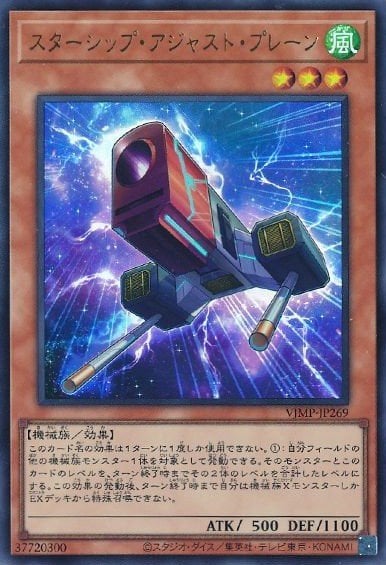 スターシップ・アジャスト・プレーン
風
VJMP-JP269
【機械族／効果】
このカード名の効果は１ターンに１度しか使用できない。①：自分フィールドの
他の機械族モンスター１体を対象として発動できる。そのモンスターとこ
のカードのレベルを、ターン終了時までその２体のレベルを合計したレベルに
する。この効果の発動後、ターン終了時まで自分は機械族Xモンスターしか
EXデッキから特殊召喚できない。
ATK/ 500 DEF/1100
37720300
©スタジオ・ダイス／集英社・テレビ東京・KONAMI